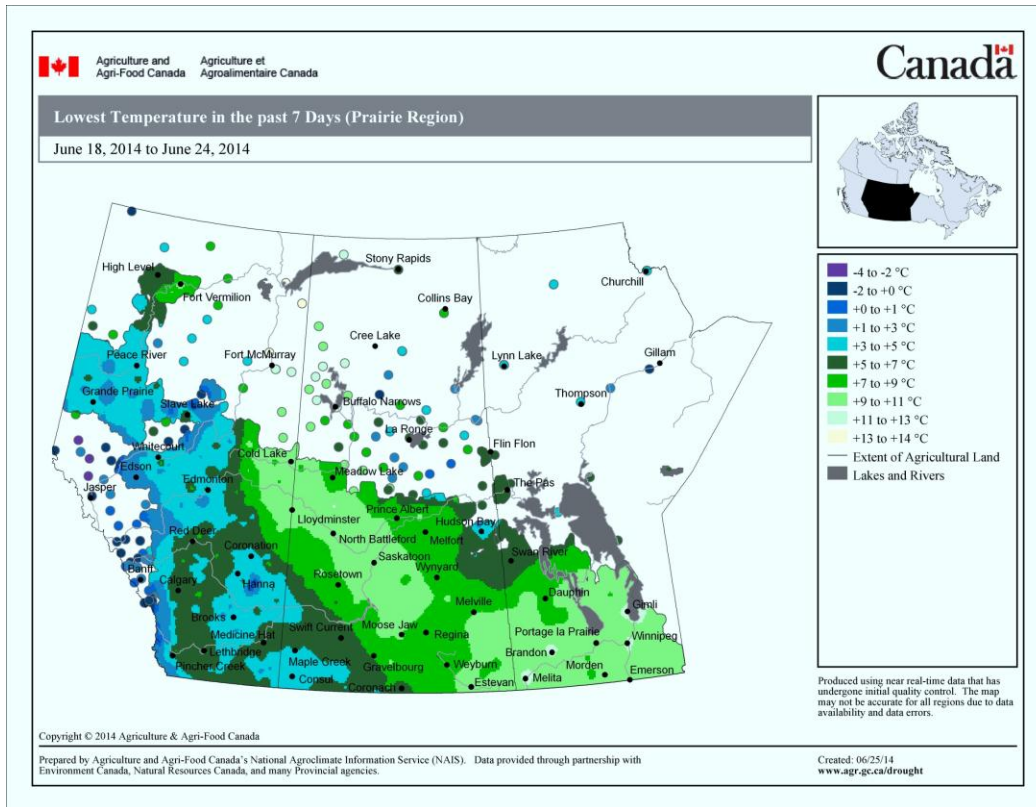 Agriculture and Agriculture et
Agri-Food Canada Agroalimentaire Canada
Canada
Lowest Temperature in the past 7 Days (Prairie Region)
June 18, 2014 to June 24, 2014
High Level
Fort Vermilion
Stony Rapids
Churchill
Collins Bay
Cree Lake
Peace River
Fort McMurray
Lynn Lake
Gillam
Grande Prairie
Slave Lake
Buffalo Narrows
Thompson
La Ronge
Whitecourt
Flin Flon
Edson
Cold Lake
Meadow Lake
Jasper
Edmonton
The Pas
Lloydminster
Prince Albert
Hudson Bay
Red Deer
North Battleford
Melfort
Coronation
Saskatoon
Swan River
Banff
Calgary
Hanna
Rosetown
Wynyard
Dauphin
Brooks
Melville
Gimli
Medicine Hat
Swift Current
Moose Jaw
Regina
Portage la Prairie
Winnipeg
Lethbridge
Brandon
Pincher Creek
Maple Creek
Gravelbourg
Weyburn
Morden
Emerson
Consul
Coronach
Estevan
Melita
-4 to -2 °C
-2 to +0 °C
+0 to +1 °C
+1 to +3 °C
+3 to +5 °C
+5 to +7 °C
+7 to +9 °C
+9 to +11 °C
+11 to +13 °C
+13 to +14 °C
Extent of Agricultural Land
Lakes and Rivers
Produced using near real-time data that has
undergone initial quality control. The map
may not be accurate for all regions due to data
availability and data errors.
Copyright © 2014 Agriculture & Agri-Food Canada
Prepared by Agriculture and Agri-Food Canada's National Agroclimate Information Service (NAIS). Data provided through partnership with
Environment Canada, Natural Resources Canada, and many Provincial agencies.
Created: 06/25/14
www.agr.gc.ca/drought